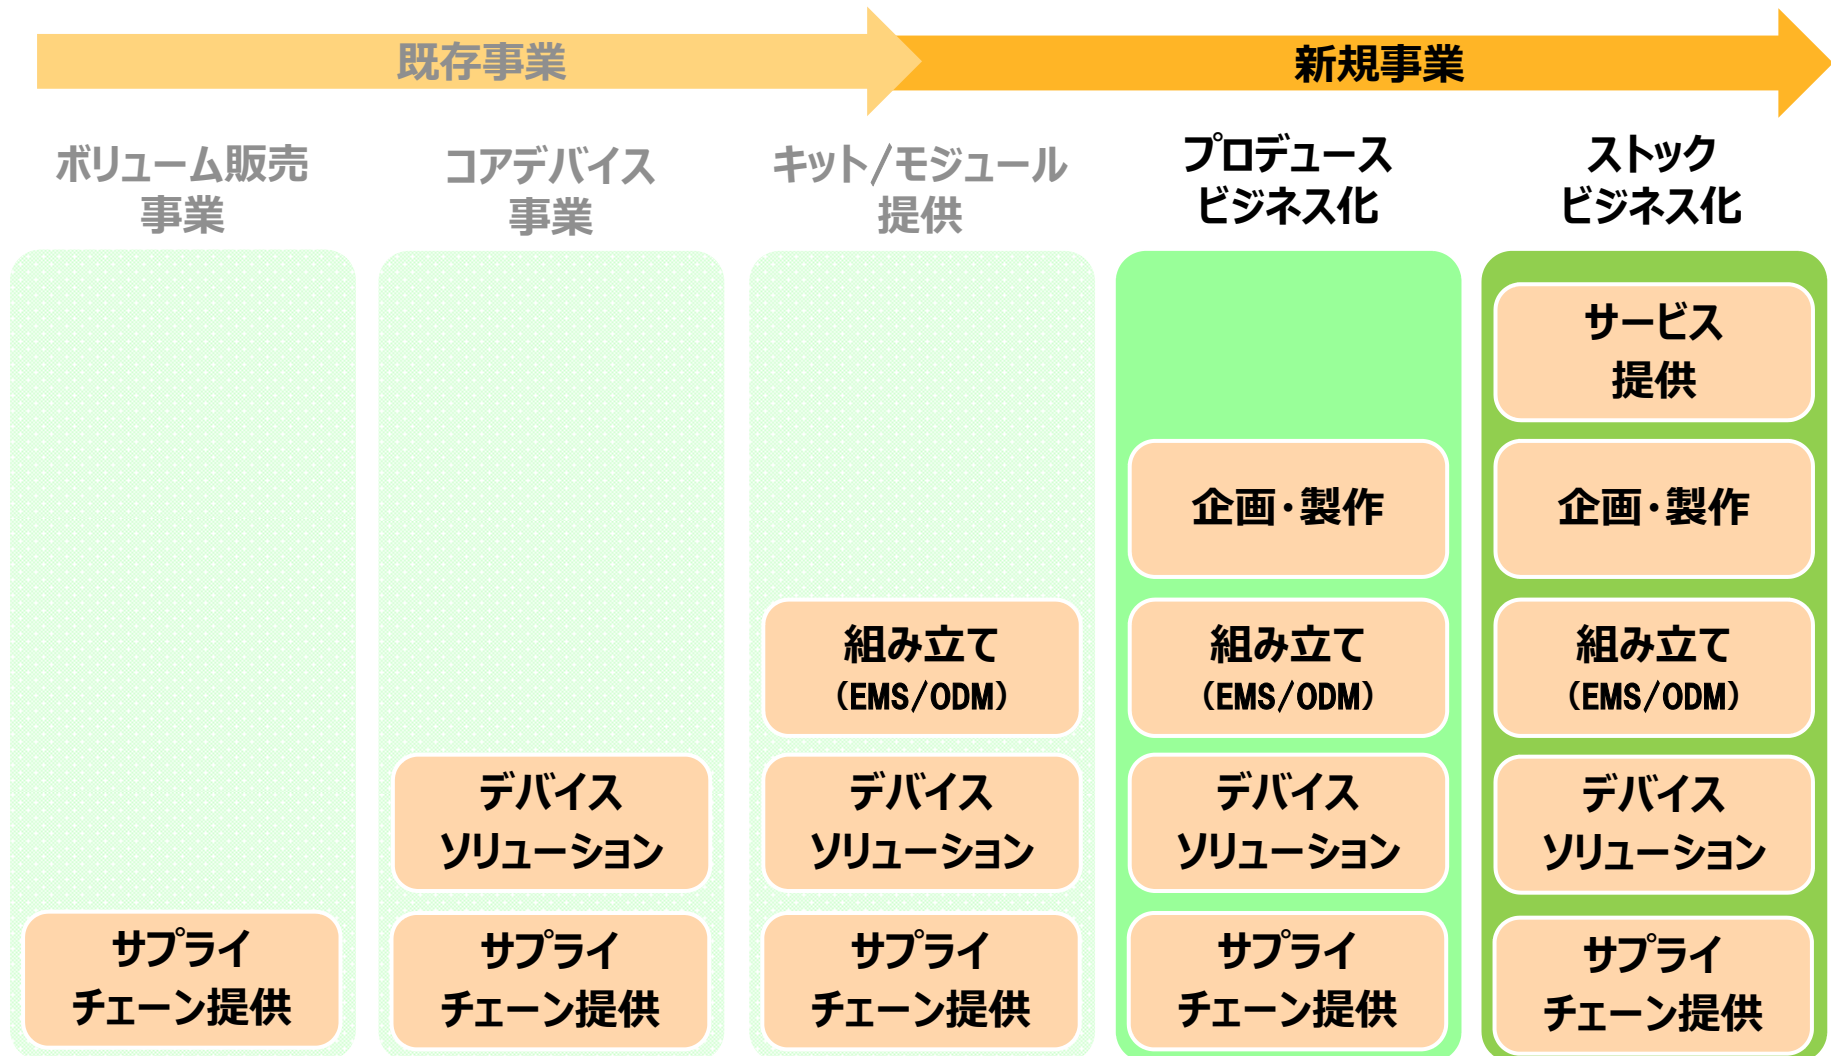 既存事業
新規事業
ボリューム販売
事業
コアデバイス
事業
キット/モジュール
提供
プロデュース
ビジネス化
ストック
ビジネス化
サプライ
チェーン提供
デバイス
ソリューション
サプライ
チェーン提供
組み立て
(EMS/ODM)
デバイス
ソリューション
サプライ
チェーン提供
企画・製作
組み立て
(EMS/ODM)
デバイス
ソリューション
サプライ
チェーン提供
サービス
提供
企画・製作
組み立て
(EMS/ODM)
デバイス
ソリューション
サプライ
チェーン提供